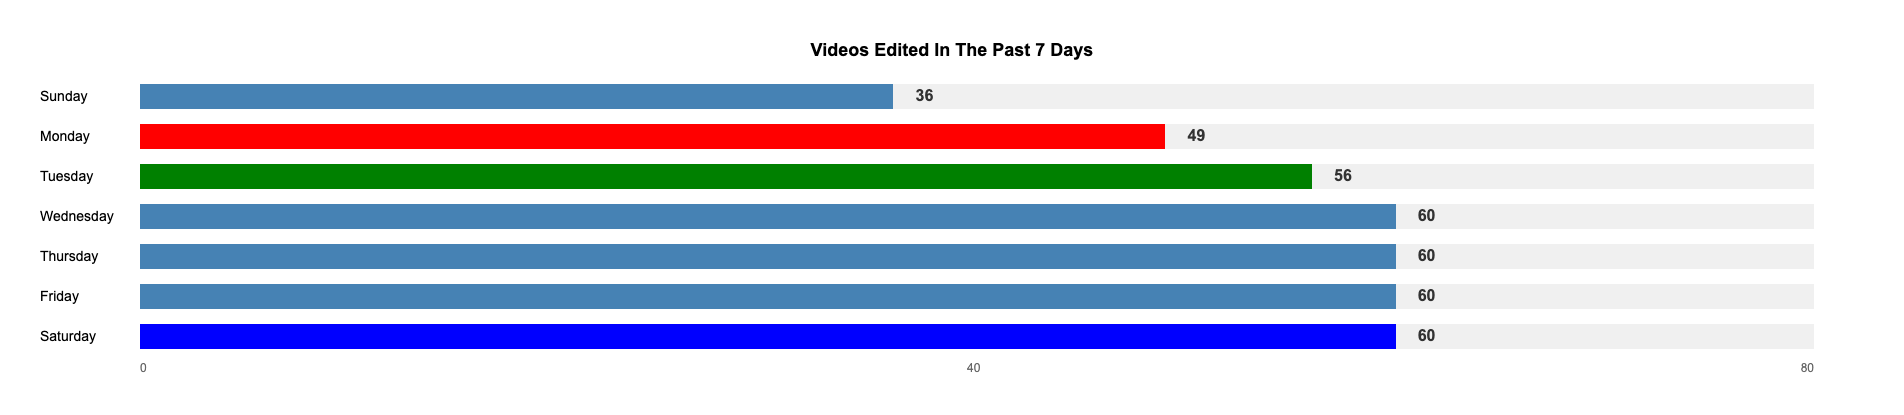 Videos Edited In The Past 7 Days
Sunday 36
Monday 49
Tuesday 56
Wednesday 60
Thursday 60
Friday 60
Saturday 60
0 40 80